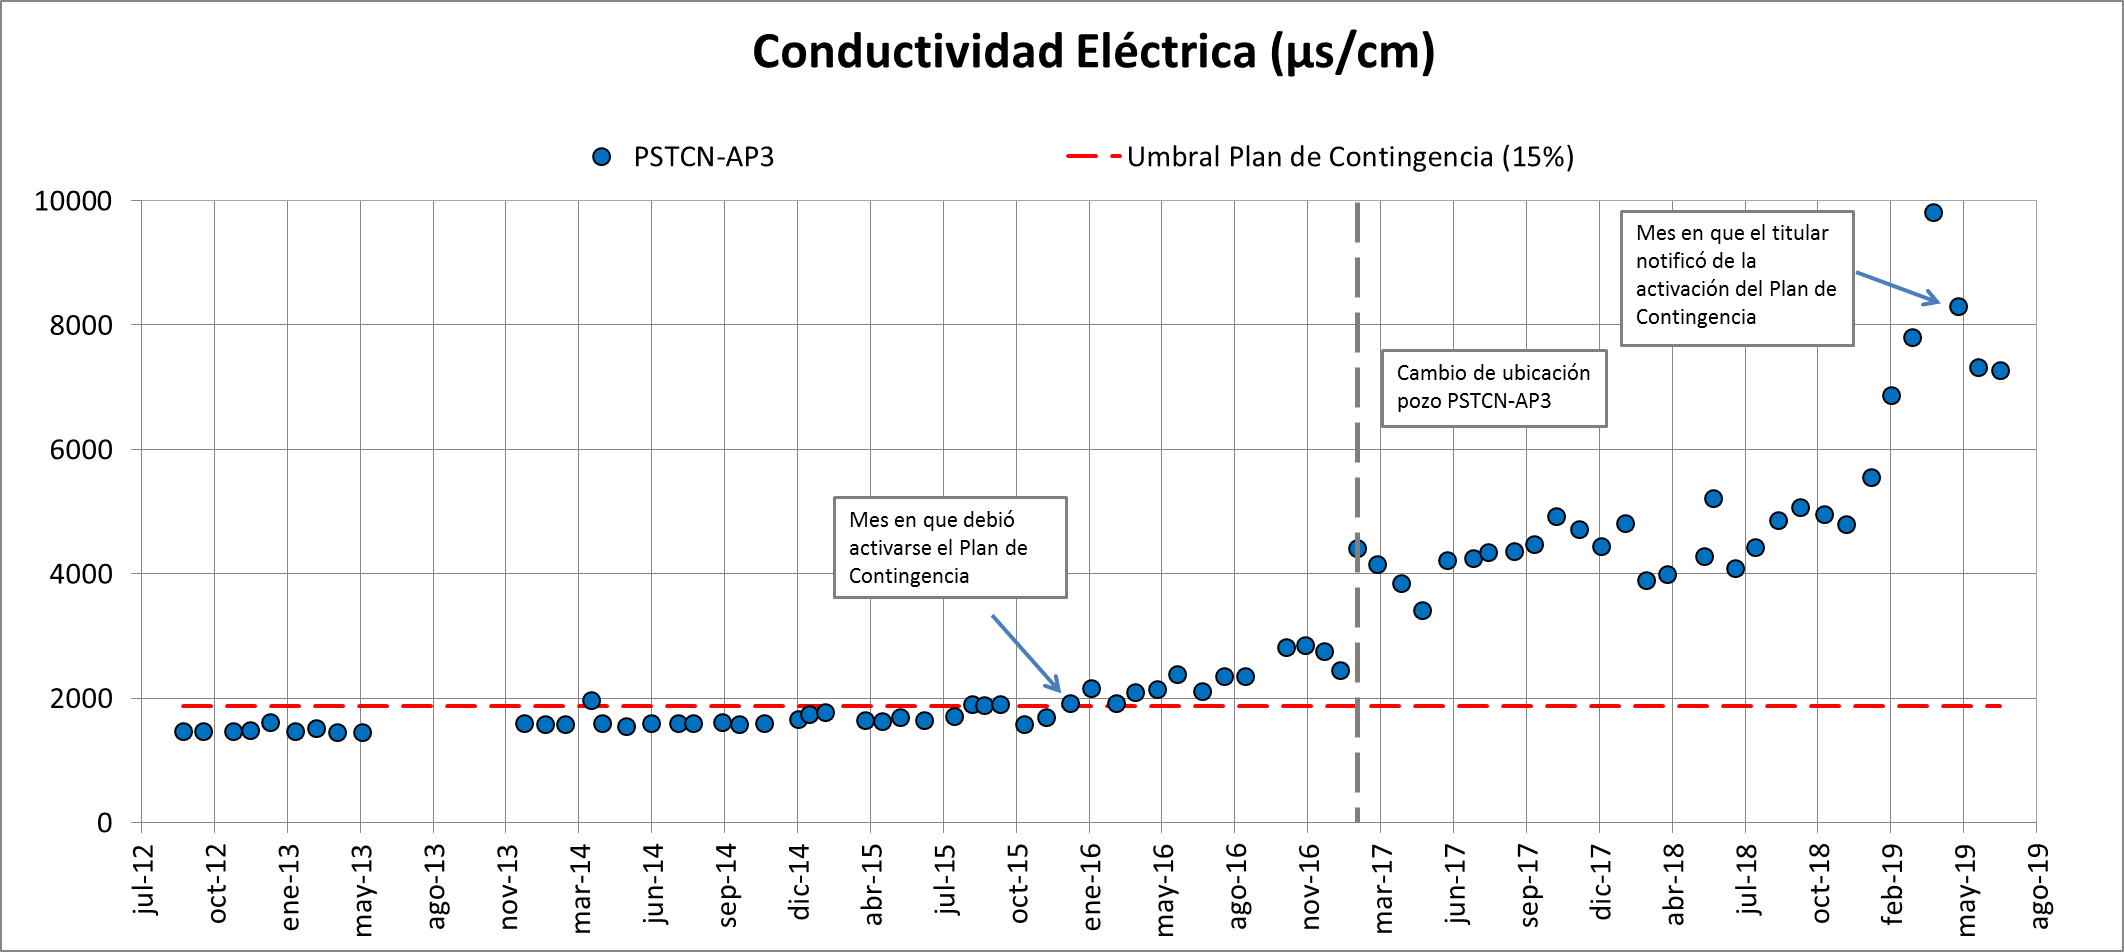 Conductividad Eléctrica (µs/cm)
PSTCN-AP3
Umbral Plan de Contingencia (15%)
10000
8000
6000
4000
2000
0
Mes en que el titular
notificó de la
activación del Plan de
Contingencia
Cambio de ubicación
pozo PSTCN-AP3
Mes en que debió
activarse el Plan de
Contingencia
jul-12
oct-12
ene-13
may-13
ago-13
nov-13
mar-14
jun-14
sep-14
dic-14
abr-15
jul-15
oct-15
ene-16
may-16
ago-16
nov-16
mar-17
jun-17
sep-17
dic-17
abr-18
jul-18
oct-18
feb-19
may-19
ago-19